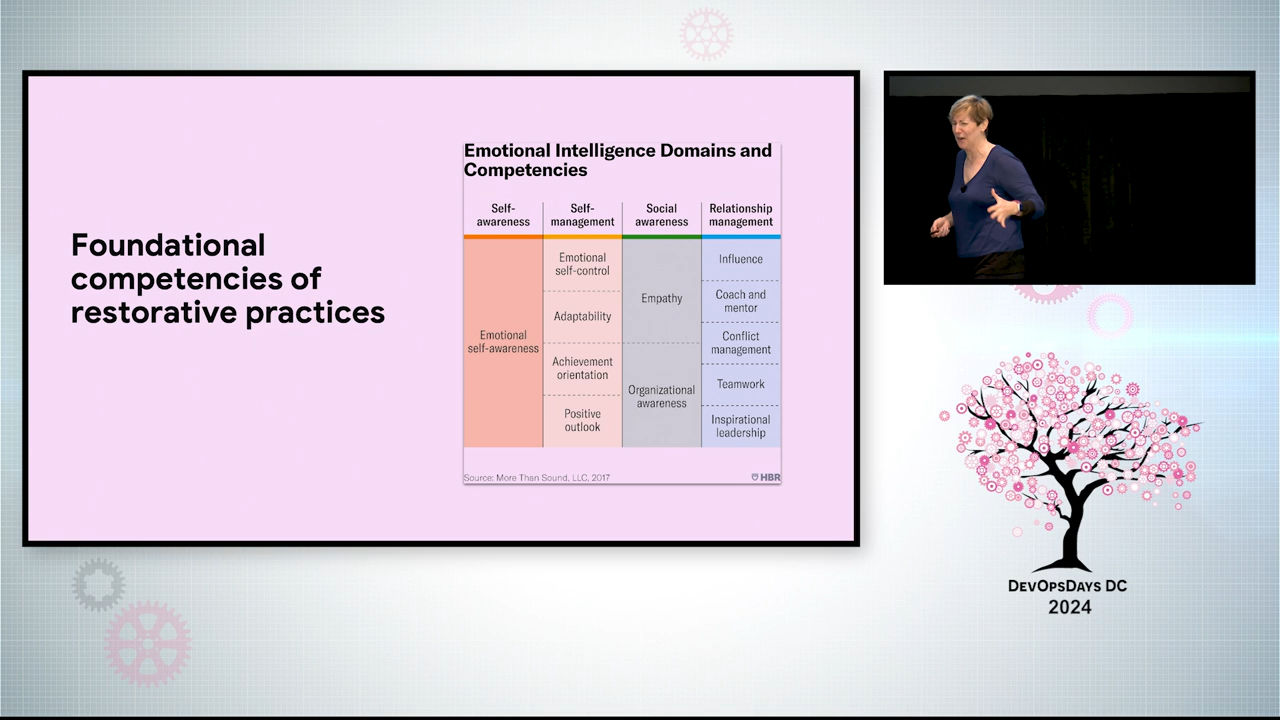 Foundational
competencies of
restorative practices
Emotional Intelligence Domains and
Competencies
Self-
awareness
Self-
management
Social
awareness
Relationship
management
Emotional
self-awareness
Emotional
self-control
Adaptability
Achievement
orientation
Positive
outlook
Empathy
Organizational
awareness
Influence
Coach and
mentor
Conflict
management
Teamwork
Inspirational
leadership
Source: More Than Sound, LLC, 2017
HBR
DevOpsDays DC
2024